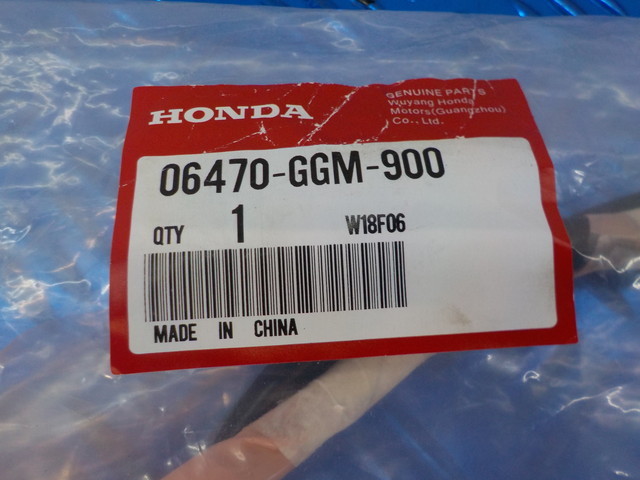 HONDA
GENUINE PARTS
Wuyang Honda
Motors(Guangzhou)
Co., Ltd.
06470-GGM-900
QTY 1 W18F06
MADE IN CHINA